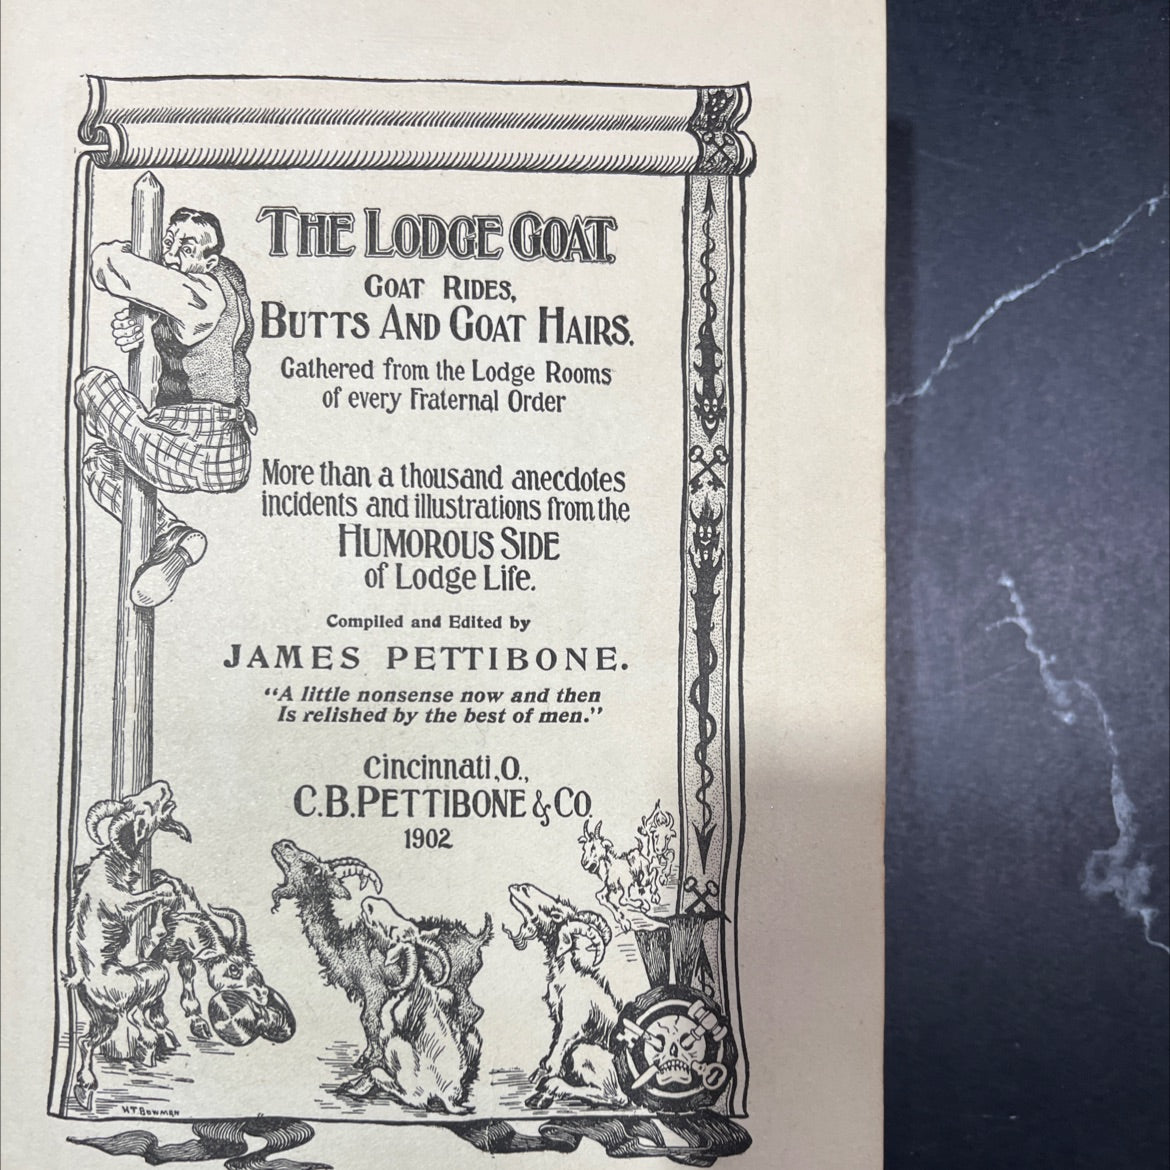 THE LODGE GOAT.
GOAT RIDES,
BUTTS AND GOAT HAIRS.
Gathered from the Lodge Rooms
of every Fraternal Order
More than a thousand anecdotes
incidents and illustrations from the
HUMOROUS SIDE
of Lodge Life.
Compiled and Edited by
JAMES PETTIBONE.
“A little nonsense now and then
Is relished by the best of men.”
Cincinnati, O.,
C.B. PETTIBONE & CO.
1902
HT BOWMAN